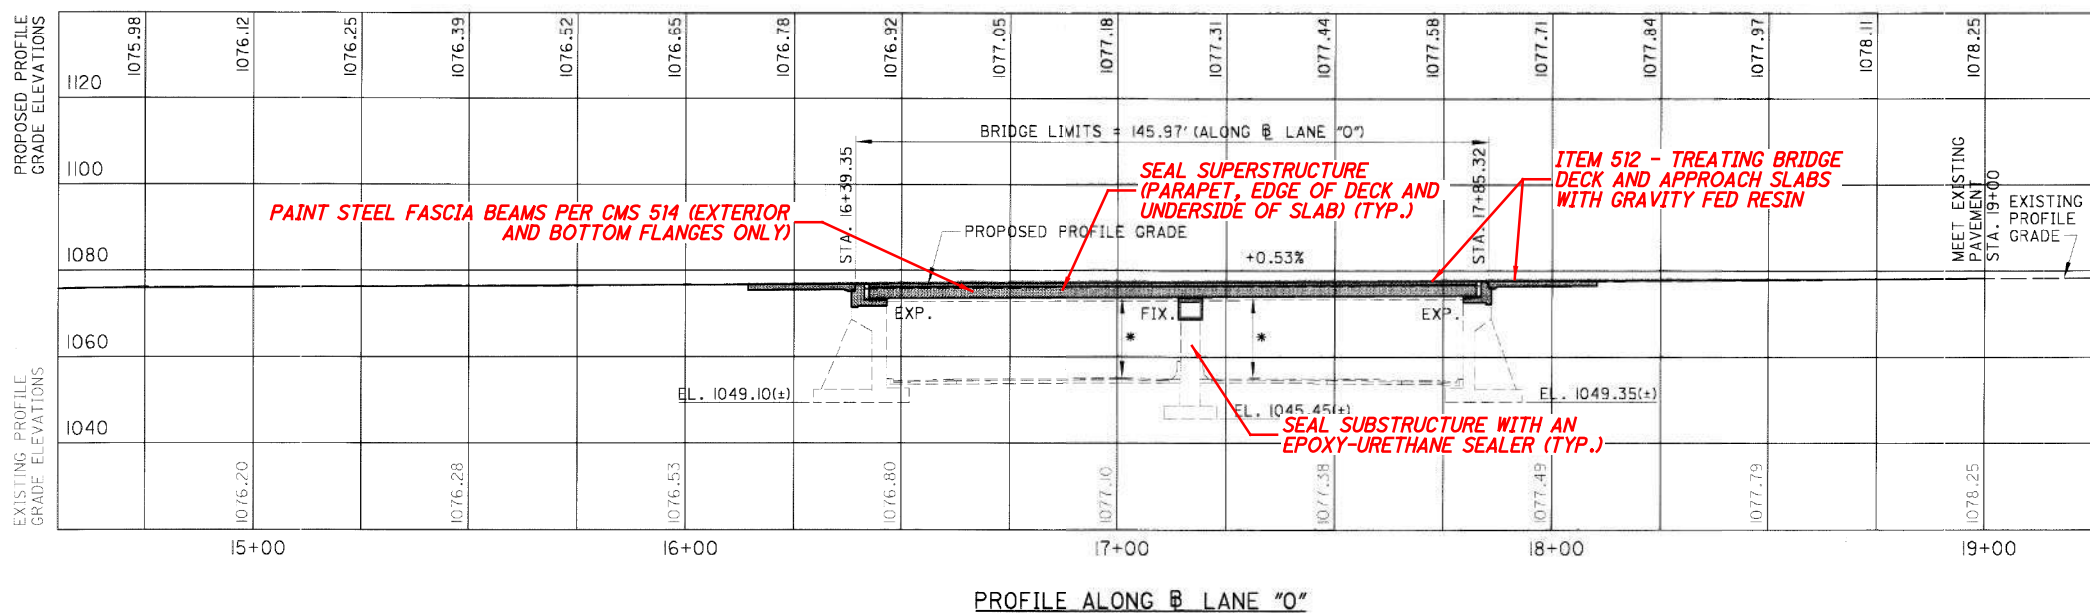 PROPOSED PROFILE
GRADE ELEVATIONS
1075.98
1076.12
1076.25
1076.39
1076.52
1076.65
1076.78
1076.92
1077.05
1077.18
1077.31
1077.44
1077.58
1077.71
1077.84
1077.97
1078.11
1078.25
1120
1100
1080
1060
1040
BRIDGE LIMITS = 145.97' (ALONG ℄ LANE "O")
STA. 16+39.35
STA. 17+85.32
PAINT STEEL FASCIA BEAMS PER CMS 514 (EXTERIOR
AND BOTTOM FLANGES ONLY)
SEAL SUPERSTRUCTURE
(PARAPET, EDGE OF DECK AND
UNDERSIDE OF SLAB) (TYP.)
ITEM 512 - TREATING BRIDGE
DECK AND APPROACH SLABS
WITH GRAVITY FED RESIN
MEET EXISTING
PAVEMENT
STA. 19+00
EXISTING
PROFILE
GRADE
PROPOSED PROFILE GRADE
+0.53%
EXP.
FIX.
EXP.
*
*
EL. 1049.10(±)
EL. 1045.45(±)
EL. 1049.35(±)
SEAL SUBSTRUCTURE WITH AN
EPOXY-URETHANE SEALER (TYP.)
EXISTING PROFILE
GRADE ELEVATIONS
1076.20
1076.28
1076.53
1076.80
1077.10
1077.38
1077.49
1077.79
1078.25
15+00
16+00
17+00
18+00
19+00
PROFILE ALONG ℄ LANE "O"